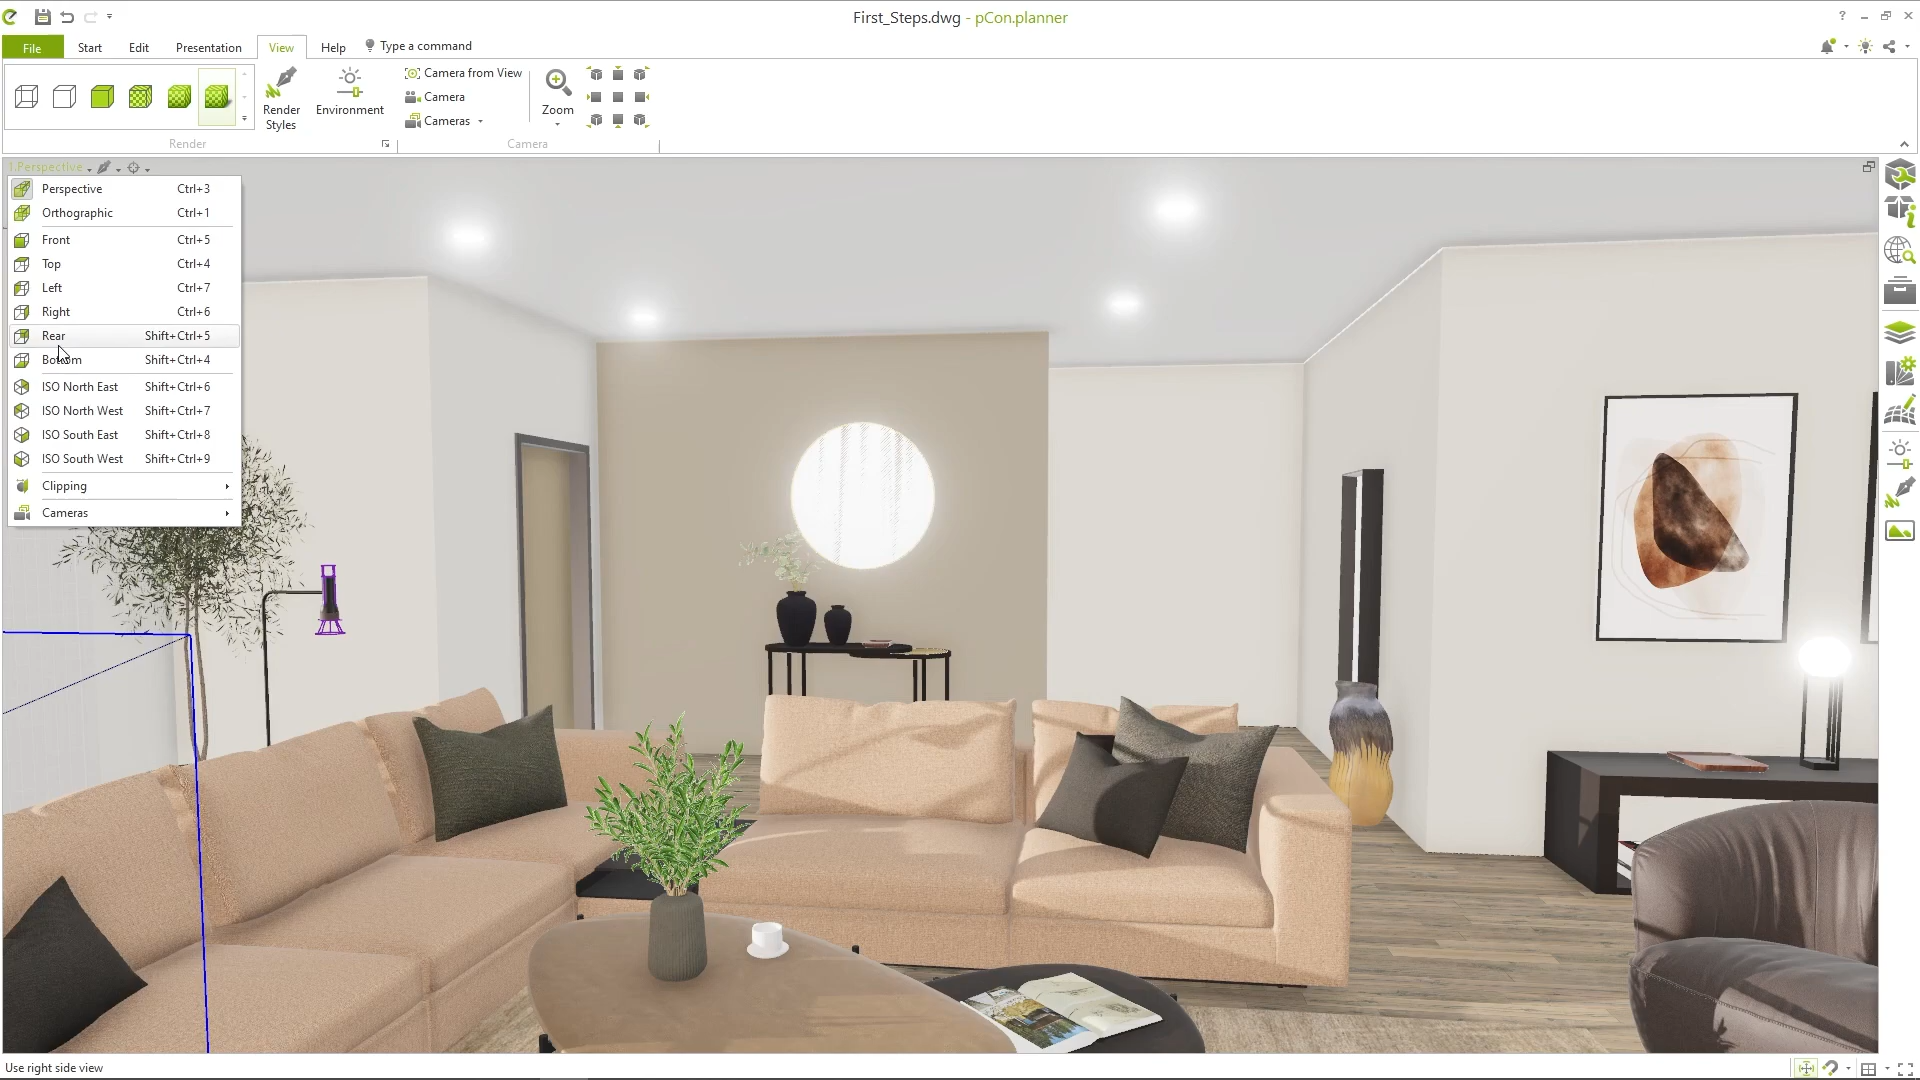 First_Steps.dwg - pCon.planner
?
File Start Edit Presentation View Help Type a command
Render Styles
Environment
Camera from View
Camera
Cameras
Zoom
Render
Camera
1.Perspective
Perspective Ctrl+3
Orthographic Ctrl+1
Front Ctrl+5
Top Ctrl+4
Left Ctrl+7
Right Ctrl+6
Rear Shift+Ctrl+5
Bottom Shift+Ctrl+4
ISO North East Shift+Ctrl+6
ISO North West Shift+Ctrl+7
ISO South East Shift+Ctrl+8
ISO South West Shift+Ctrl+9
Clipping
Cameras
Use right side view